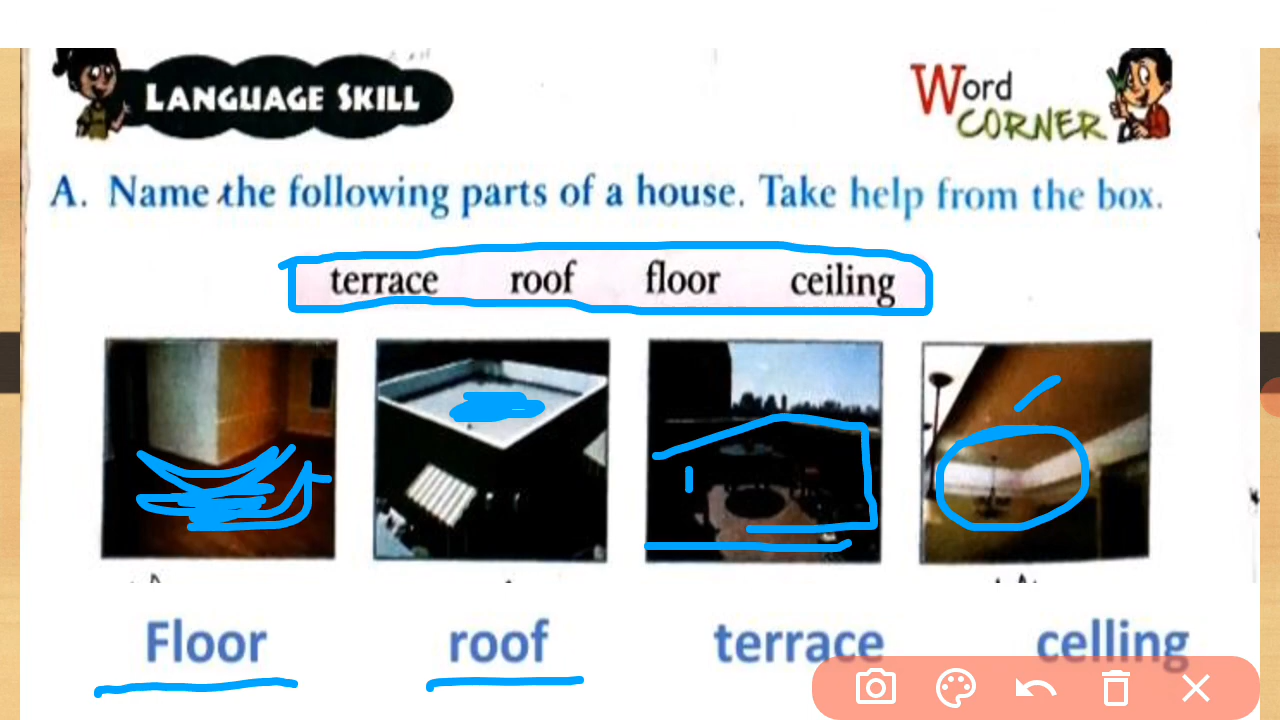 LANGUAGE SKILL
Word
CORNER
A. Name the following parts of a house. Take help from the box.
terrace roof floor ceiling
Floor roof terrace celling